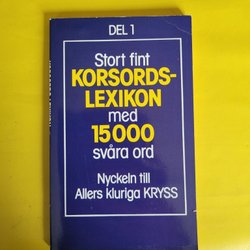 DEL 1
Stort fint
KORSORDS-
LEXIKON
med
15000
svåra ord
Nyckeln till
Allers kluriga KRYSS